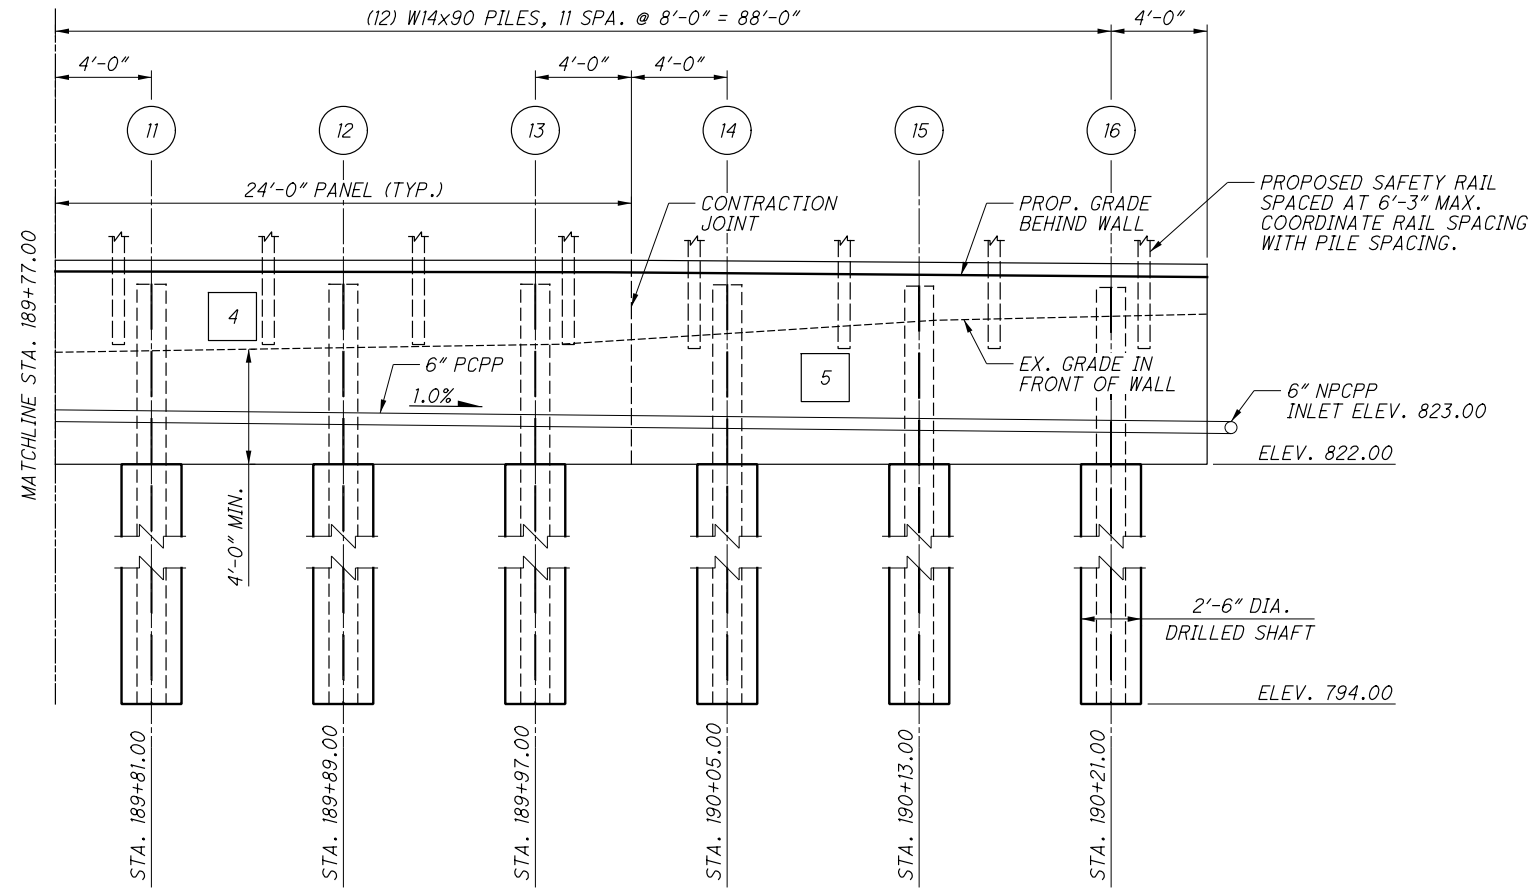 (12) W14x90 PILES, 11 SPA. @ 8'-0" = 88'-0"
4'-0"
4'-0"
4'-0"
4'-0"
11
12
13
14
15
16
24'-0" PANEL (TYP.)
CONTRACTION
JOINT
PROP. GRADE
BEHIND WALL
PROPOSED SAFETY RAIL
SPACED AT 6'-3" MAX.
COORDINATE RAIL SPACING
WITH PILE SPACING.
MATCHLINE STA. 189+77.00
4
5
6" PCPP
1.0%
EX. GRADE IN
FRONT OF WALL
6" NPCPP
INLET ELEV. 823.00
ELEV. 822.00
4'-0" MIN.
2'-6" DIA.
DRILLED SHAFT
ELEV. 794.00
STA. 189+81.00
STA. 189+89.00
STA. 189+97.00
STA. 190+05.00
STA. 190+13.00
STA. 190+21.00